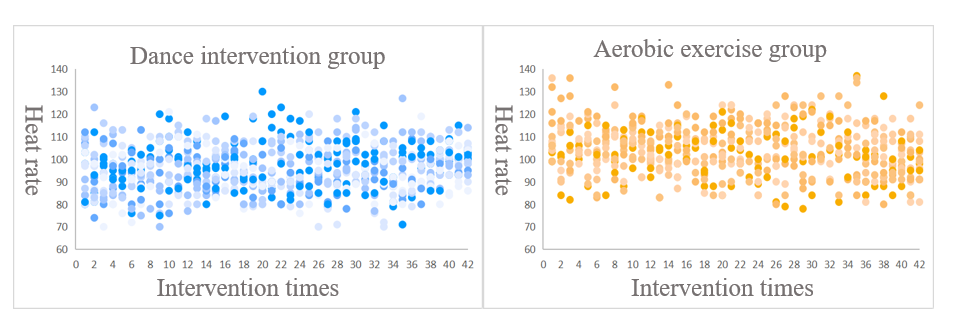 Dance intervention group
140
130
120
110
100
90
80
70
60
Heat rate
0 2 4 6 8 10 12 14 16 18 20 22 24 26 28 30 32 34 36 38 40 42
Intervention times
Aerobic exercise group
140
130
120
110
100
90
80
70
60
Heat rate
0 1 2 4 6 8 10 12 14 16 18 20 22 24 26 28 30 32 34 36 38 40 42
Intervention times